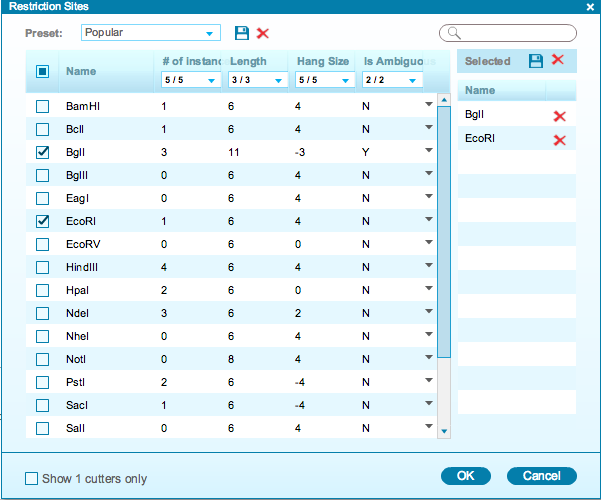 Restriction Sites
Preset: Popular
Selected
Name # of Instanc Length Hang Size Is Ambiguous
5 / 5 3 / 3 5 / 5 2 / 2
Name
BamHI 1 6 4 N
BclI 1 6 4 N
BglI 3 11 -3 Y
BglIII 0 6 4 N
EagI 0 6 4 N
EcoRI 1 6 4 N
EcoRV 0 6 0 N
HindIII 4 6 4 N
HpaI 2 6 0 N
NdeI 3 6 2 N
NheI 0 6 4 N
NotI 0 8 4 N
PstI 2 6 -4 N
SacI 1 6 -4 N
SalI 0 6 4 N
BglI
EcoRI
Show 1 cutters only
OK Cancel